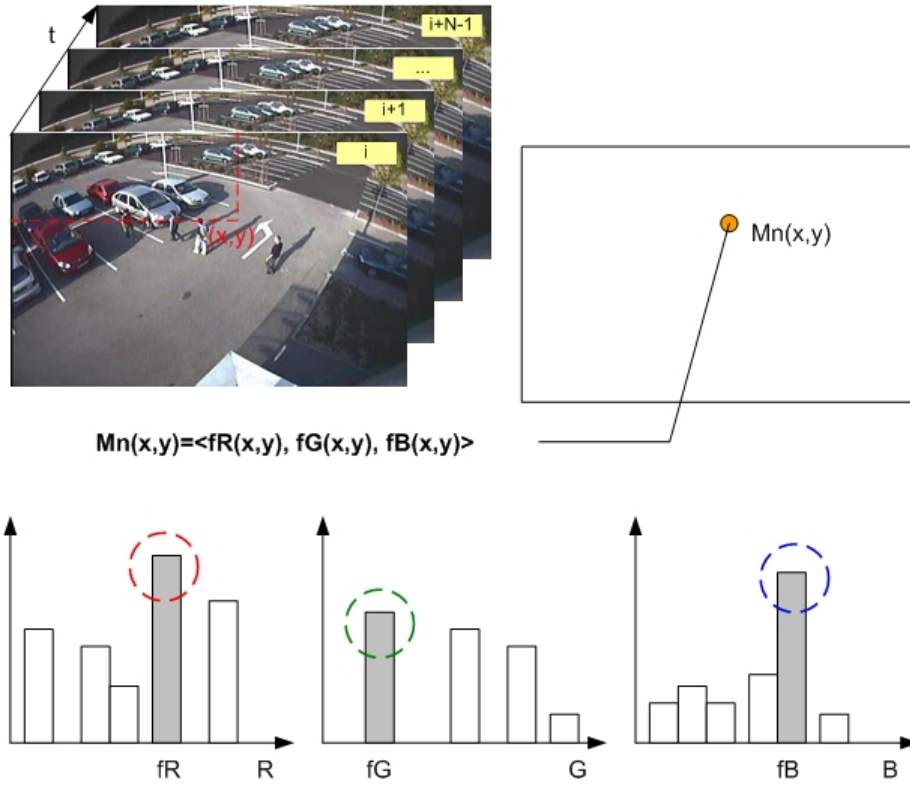 t
i+N-1
...
i+1
i
(x,y)
Mn(x,y)
Mn(x,y)=<fR(x,y), fG(x,y), fB(x,y)>
fR R
fG G
fB B